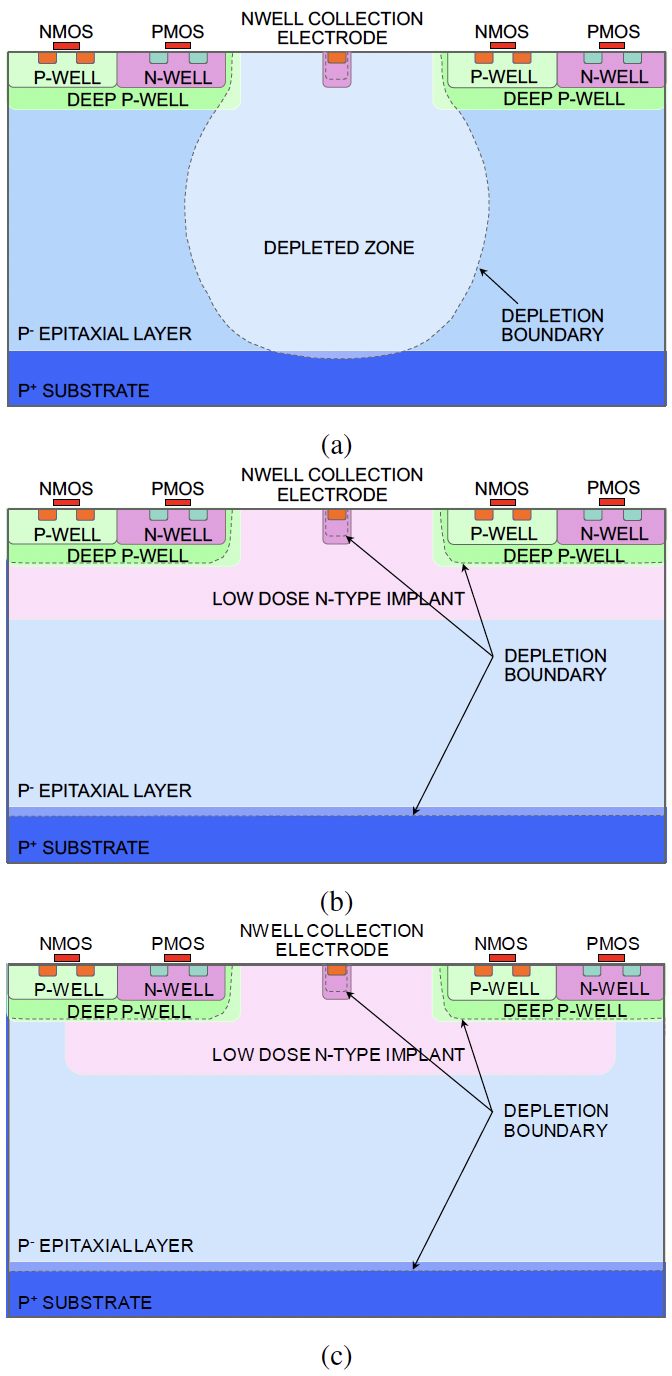 NMOS PMOS NWELL COLLECTION NMOS PMOS
ELECTRODE
P-WELL N-WELL P-WELL N-WELL
DEEP P-WELL DEEP P-WELL
DEPLETED ZONE
DEPLETION
BOUNDARY
P- EPITAXIAL LAYER
P+ SUBSTRATE
(a)
NMOS PMOS NWELL COLLECTION NMOS PMOS
ELECTRODE
P-WELL N-WELL P-WELL N-WELL
DEEP P-WELL DEEP P-WELL
LOW DOSE N-TYPE IMPLANT
DEPLETION
BOUNDARY
P- EPITAXIAL LAYER
P+ SUBSTRATE
(b)
NMOS PMOS NWELL COLLECTION NMOS PMOS
ELECTRODE
P-WELL N-WELL P-WELL N-WELL
DEEP P-WELL DEEP P-WELL
LOW DOSE N-TYPE IMPLANT
DEPLETION
BOUNDARY
P- EPITAXIAL LAYER
P+ SUBSTRATE
(c)